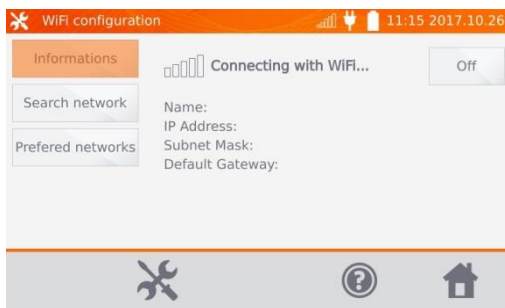 WiFi configuration
11:15 2017.10.26
Informations
Connecting with WiFi...
Off
Search network
Name:
IP Address:
Prefered networks
Subnet Mask:
Default Gateway: